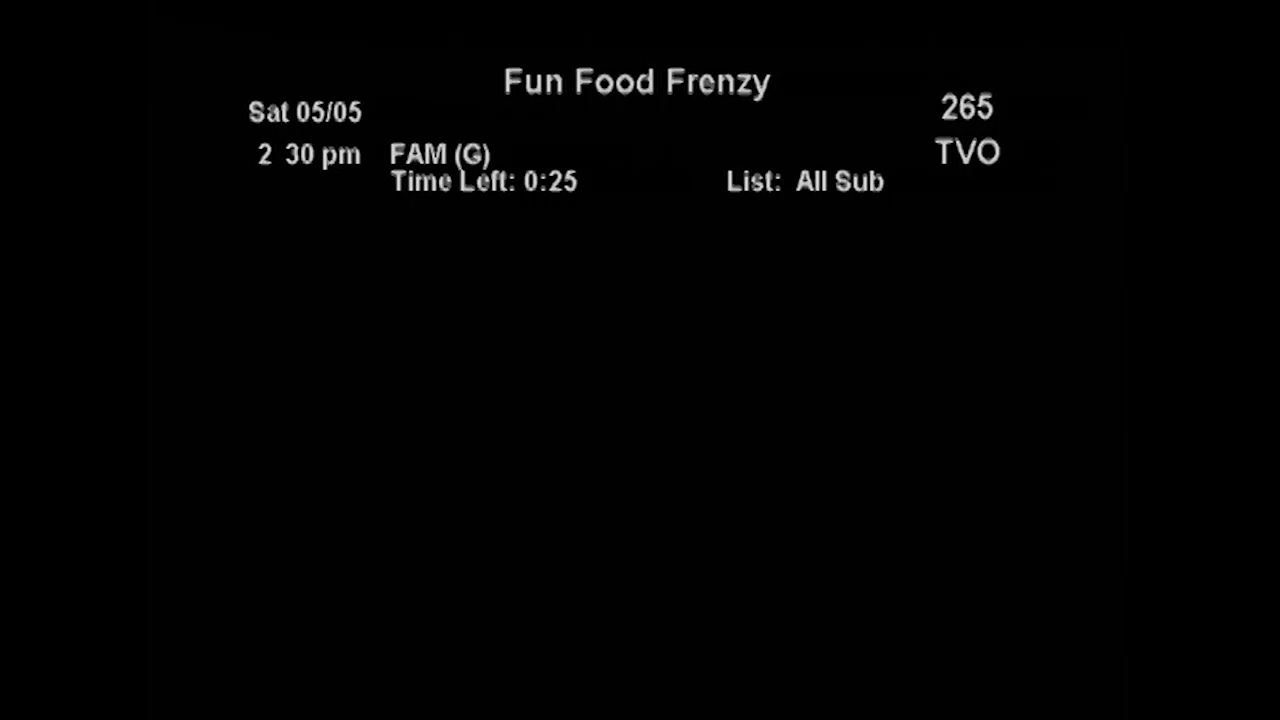 Fun Food Frenzy
Sat 05/05
265
2 30 pm FAM (G)
TVO
Time Left: 0:25 List: All Sub